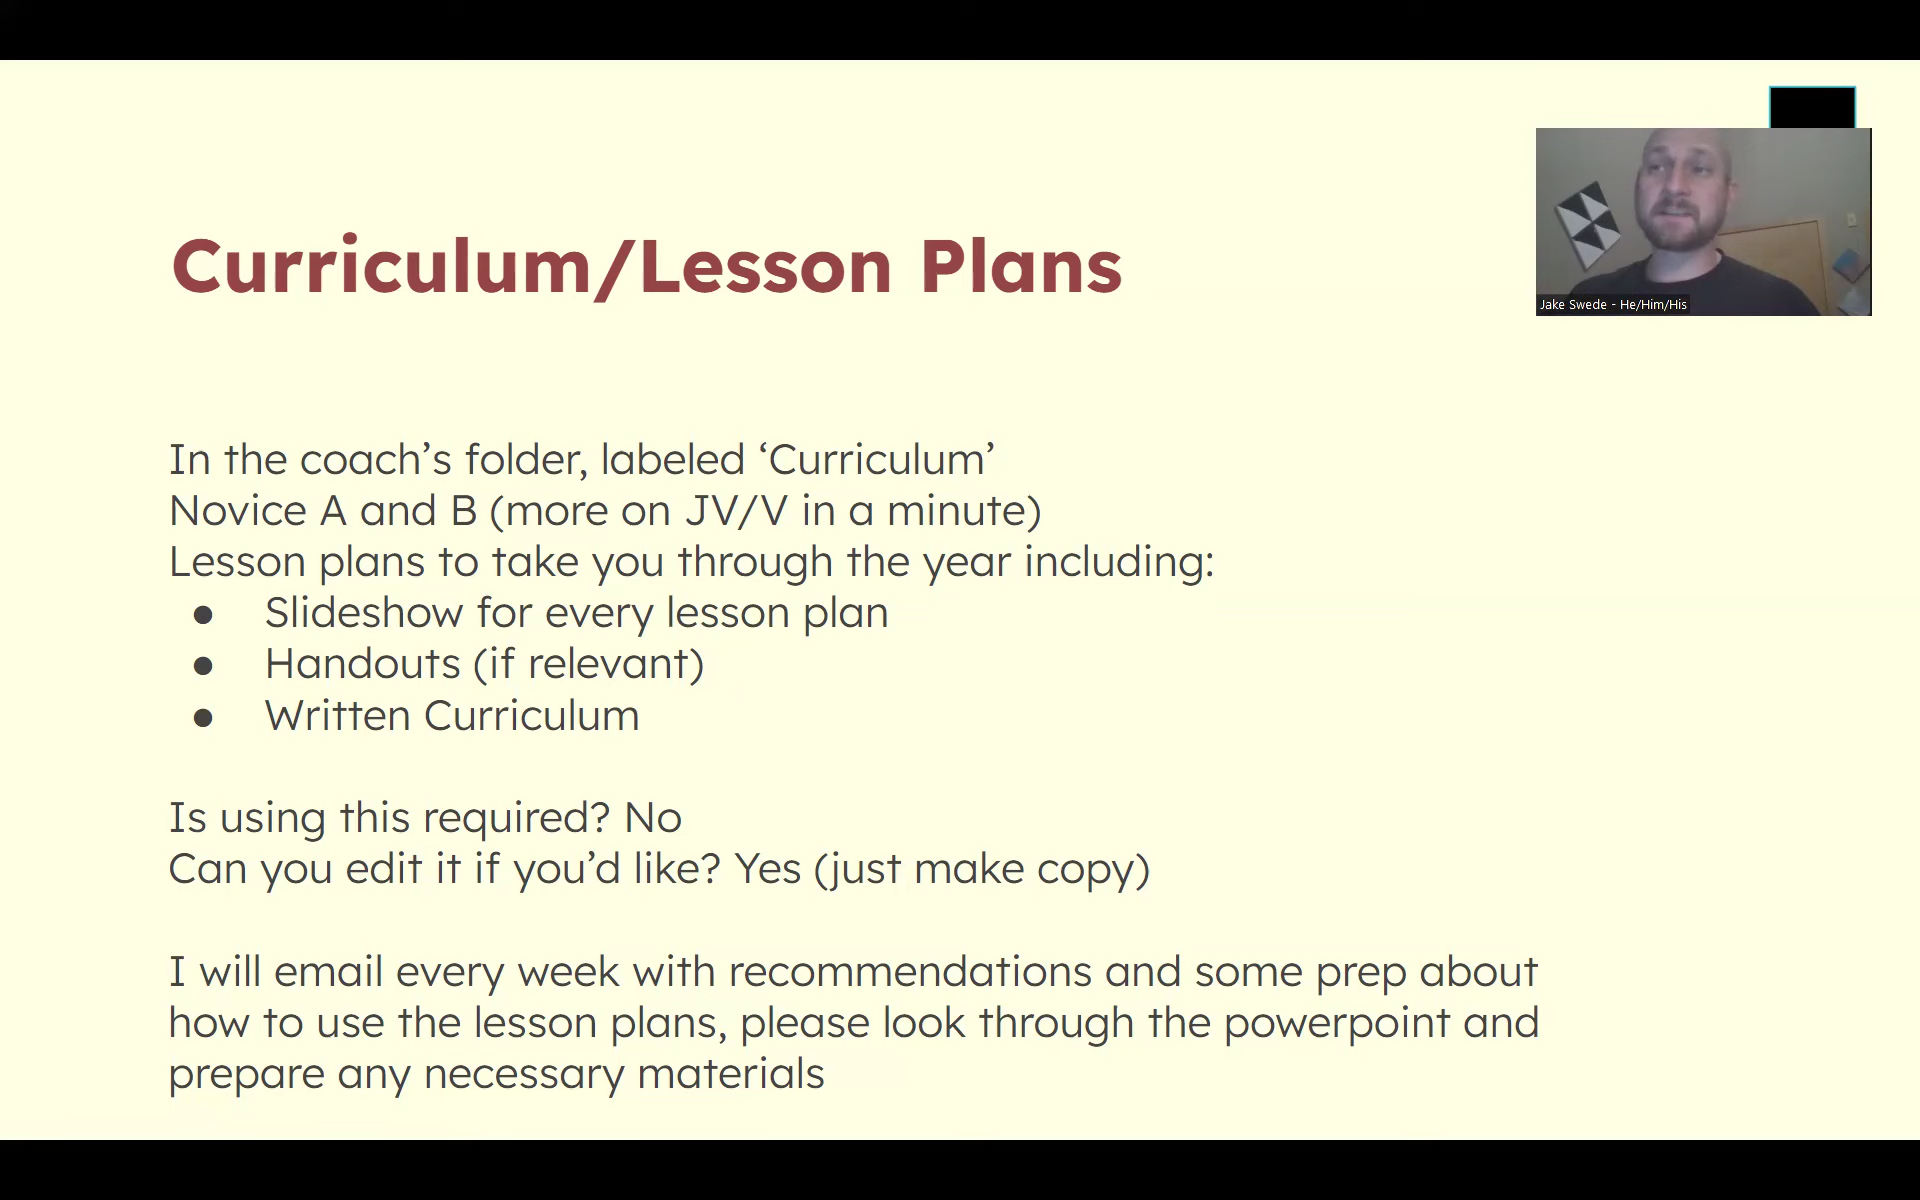 Curriculum/Lesson Plans
Jake Swede - He/Him/His
In the coach’s folder, labeled ‘Curriculum’
Novice A and B (more on JV/V in a minute)
Lesson plans to take you through the year including:
● Slideshow for every lesson plan
● Handouts (if relevant)
● Written Curriculum
Is using this required? No
Can you edit it if you’d like? Yes (just make copy)
I will email every week with recommendations and some prep about
how to use the lesson plans, please look through the powerpoint and
prepare any necessary materials